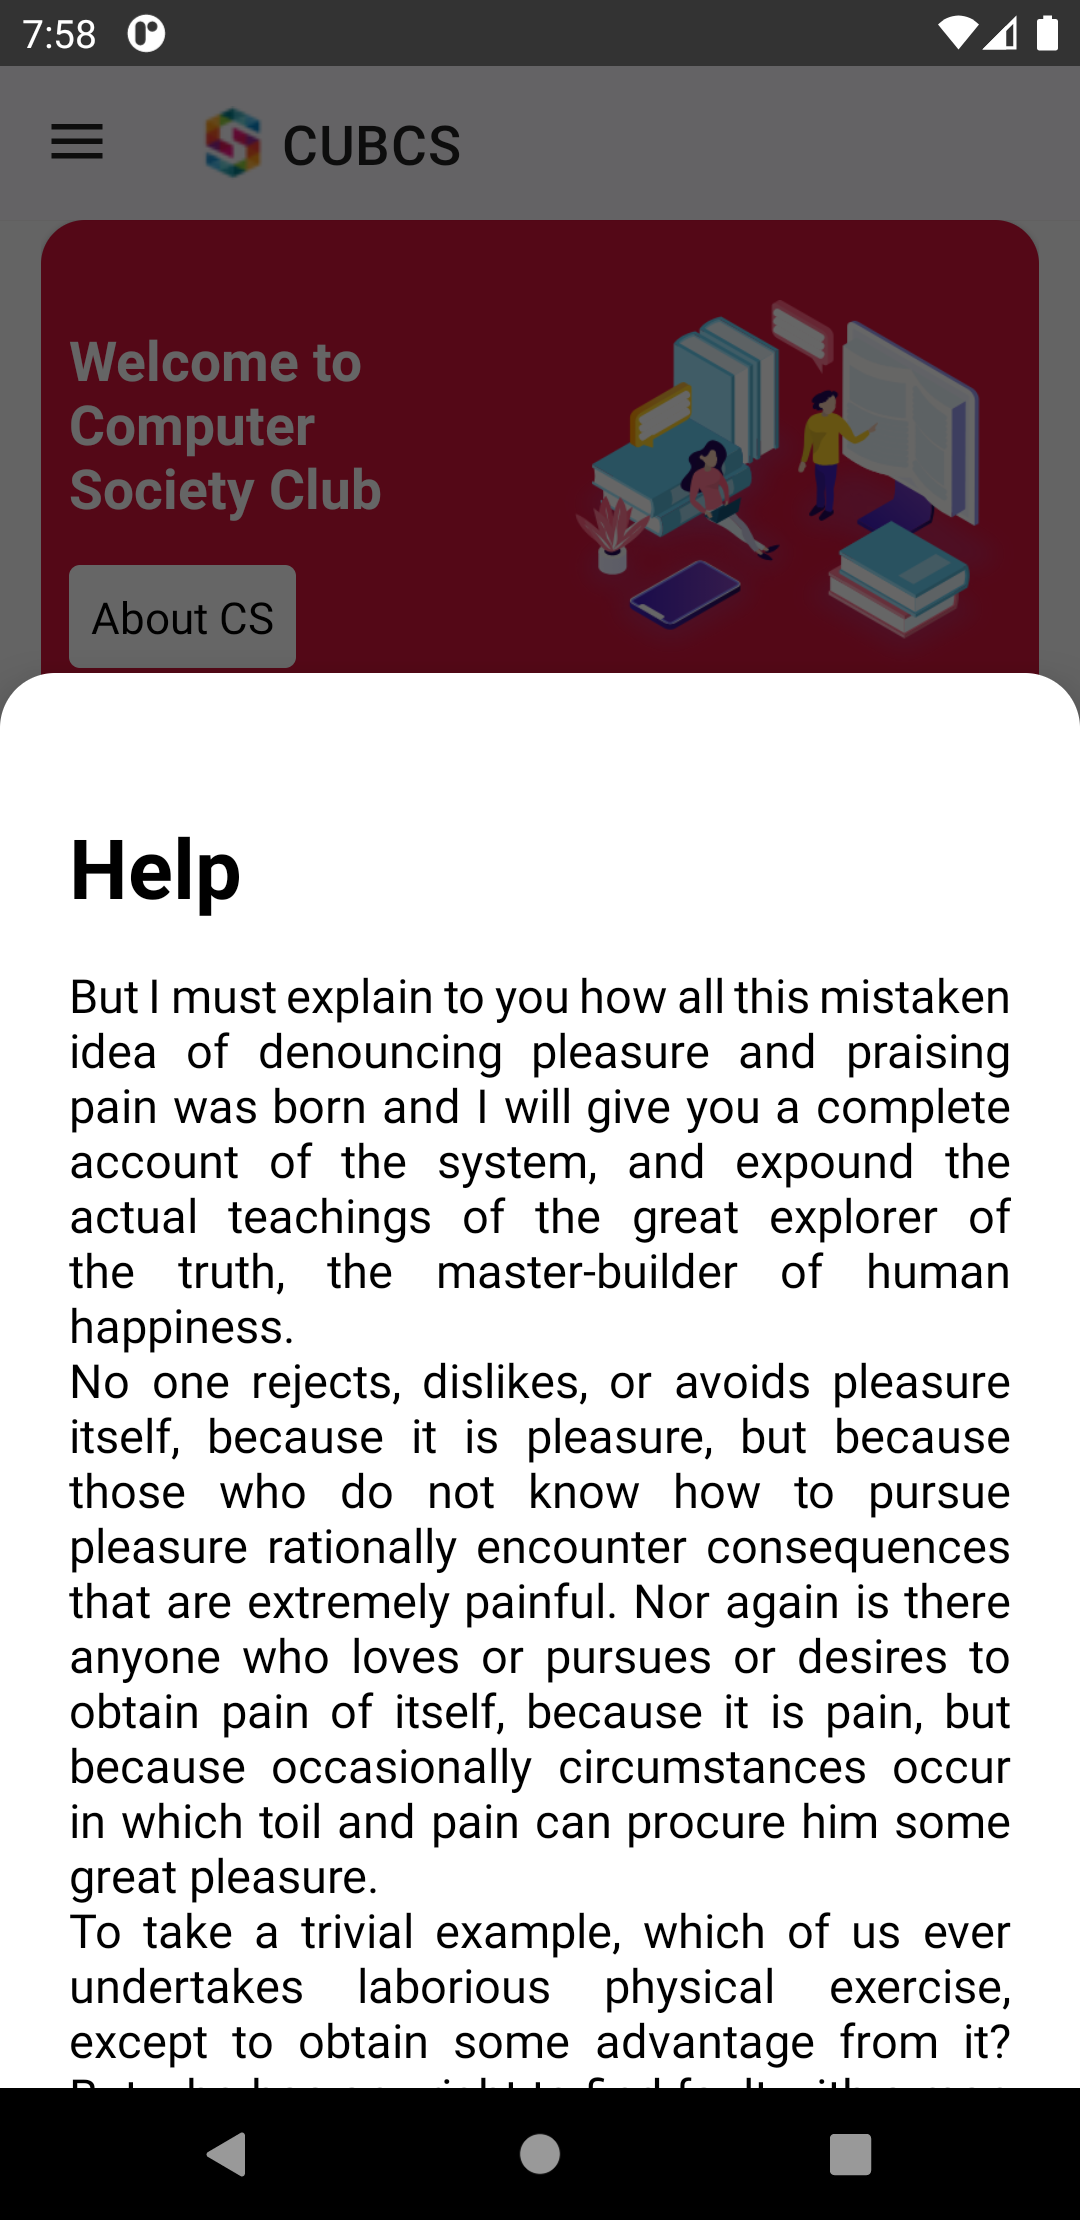 7:58
CUBCS
Welcome to
Computer
Society Club
About CS
Help
But I must explain to you how all this mistaken
idea of denouncing pleasure and praising
pain was born and I will give you a complete
account of the system, and expound the
actual teachings of the great explorer of
the truth, the master-builder of human
happiness.
No one rejects, dislikes, or avoids pleasure
itself, because it is pleasure, but because
those who do not know how to pursue
pleasure rationally encounter consequences
that are extremely painful. Nor again is there
anyone who loves or pursues or desires to
obtain pain of itself, because it is pain, but
because occasionally circumstances occur
in which toil and pain can procure him some
great pleasure.
To take a trivial example, which of us ever
undertakes laborious physical exercise,
except to obtain some advantage from it?